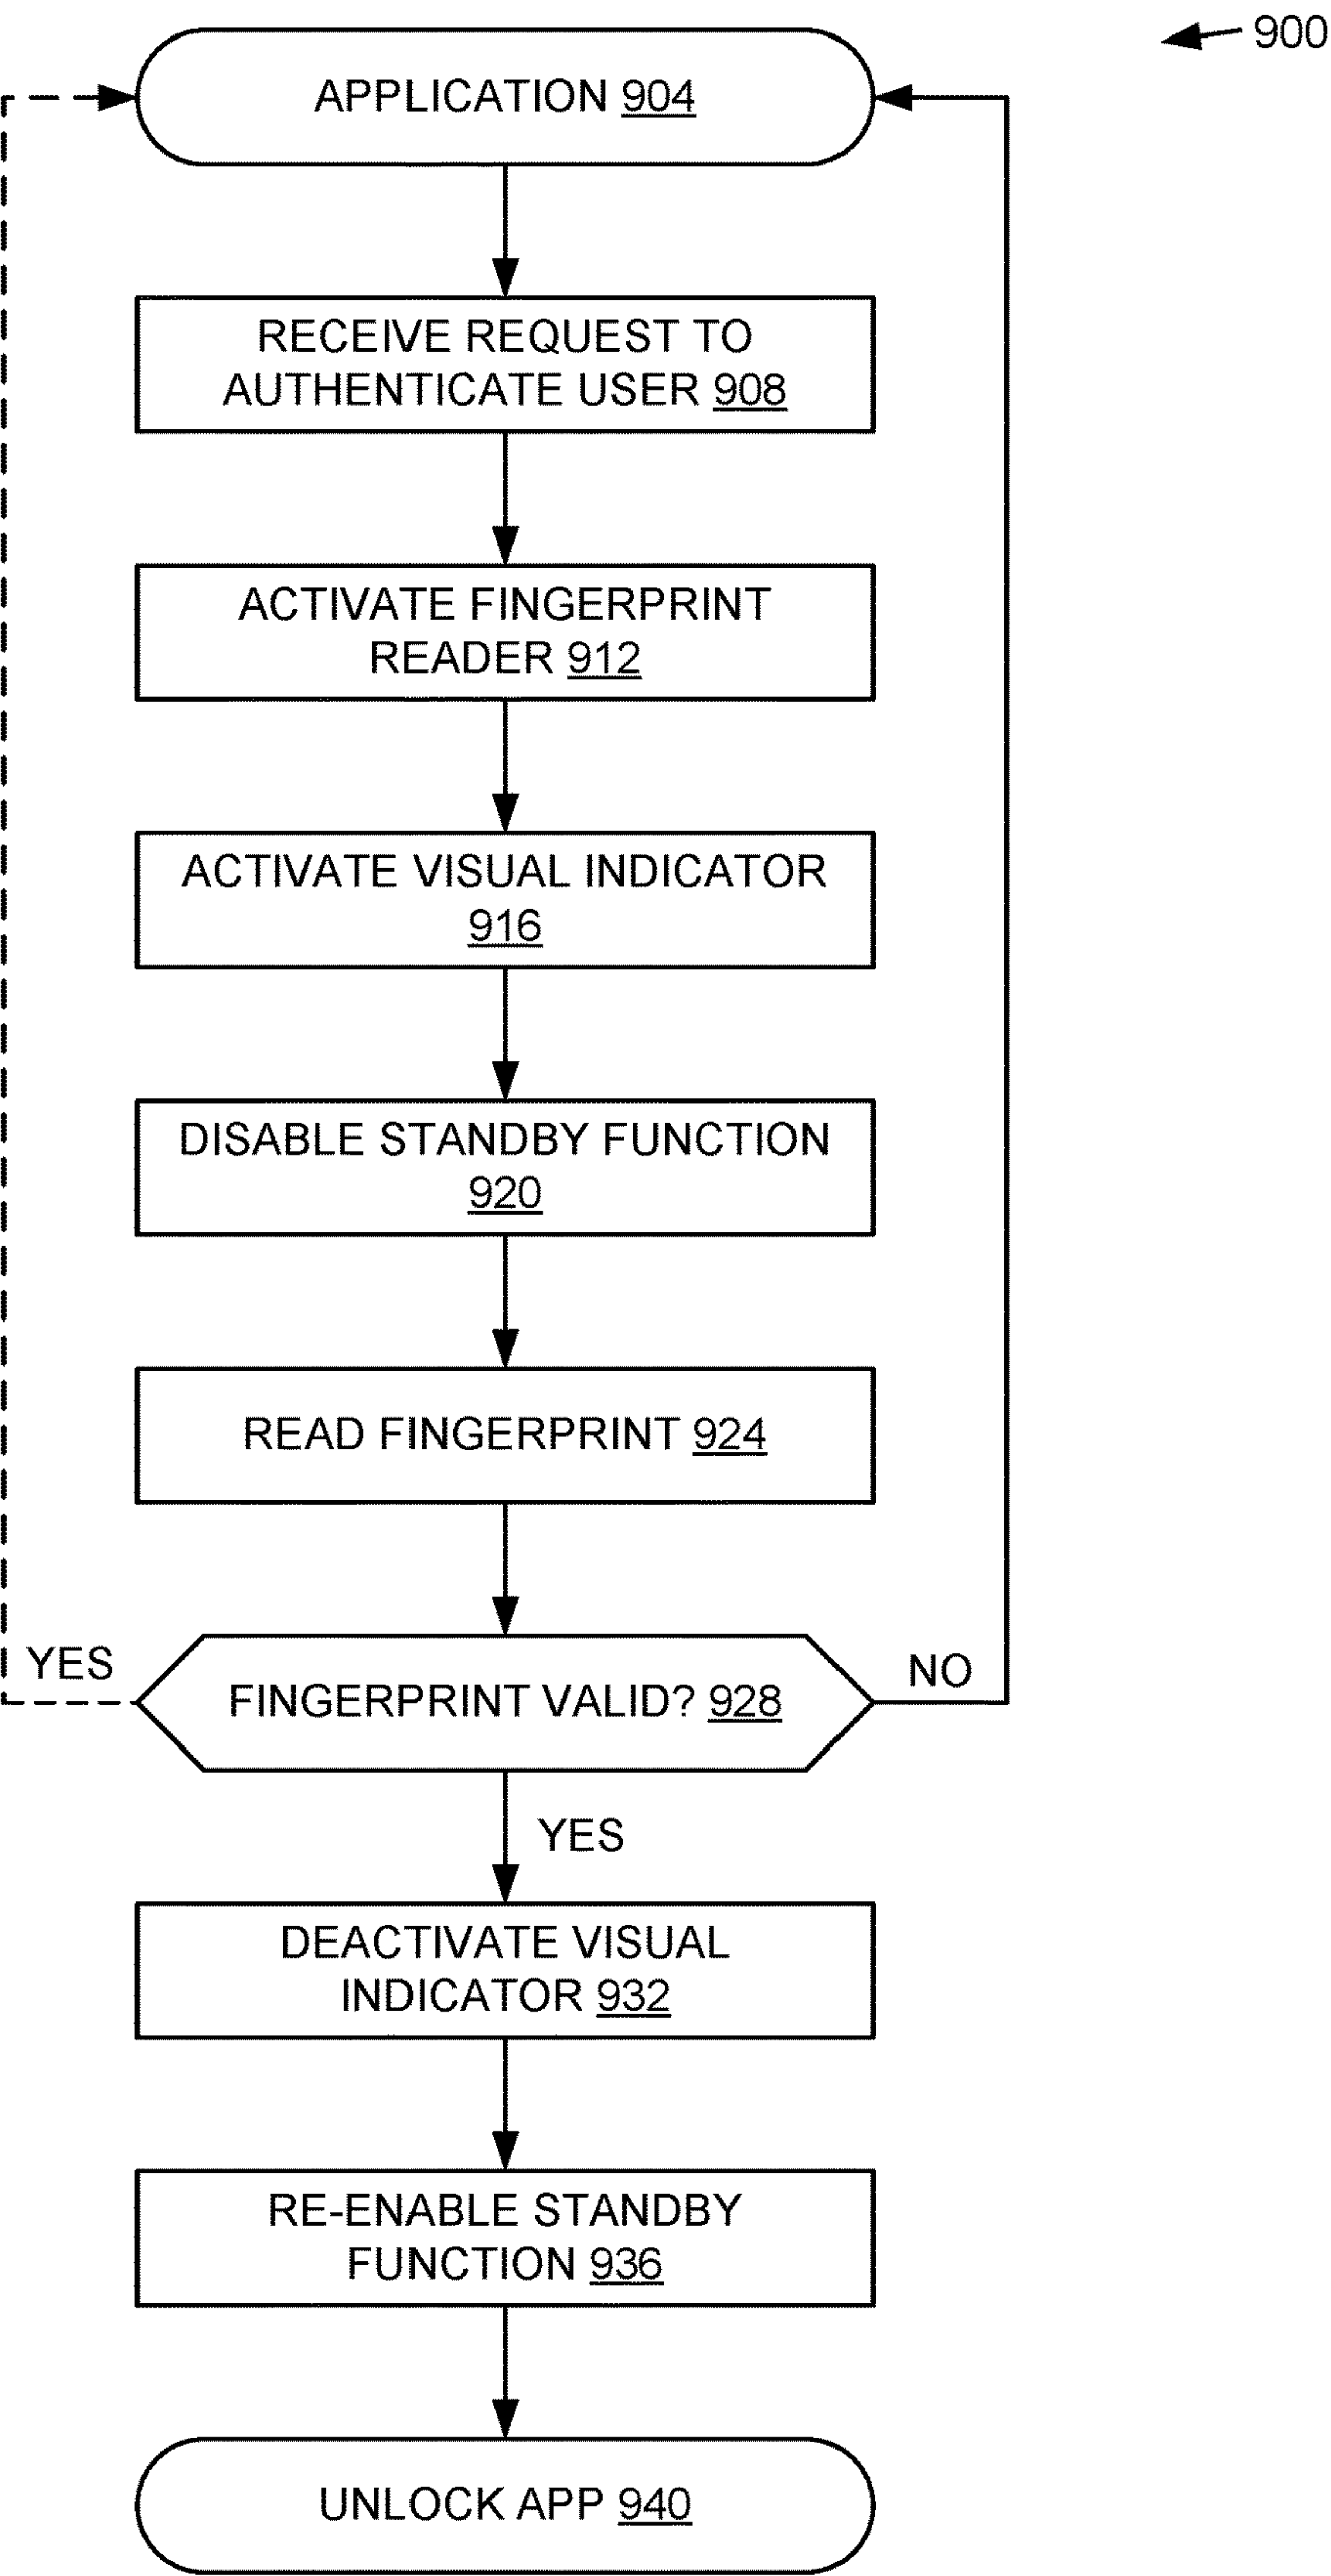 900
APPLICATION 904
RECEIVE REQUEST TO
AUTHENTICATE USER 908
ACTIVATE FINGERPRINT
READER 912
ACTIVATE VISUAL INDICATOR
916
DISABLE STANDBY FUNCTION
920
READ FINGERPRINT 924
YES
FINGERPRINT VALID? 928
NO
YES
DEACTIVATE VISUAL
INDICATOR 932
RE-ENABLE STANDBY
FUNCTION 936
UNLOCK APP 940